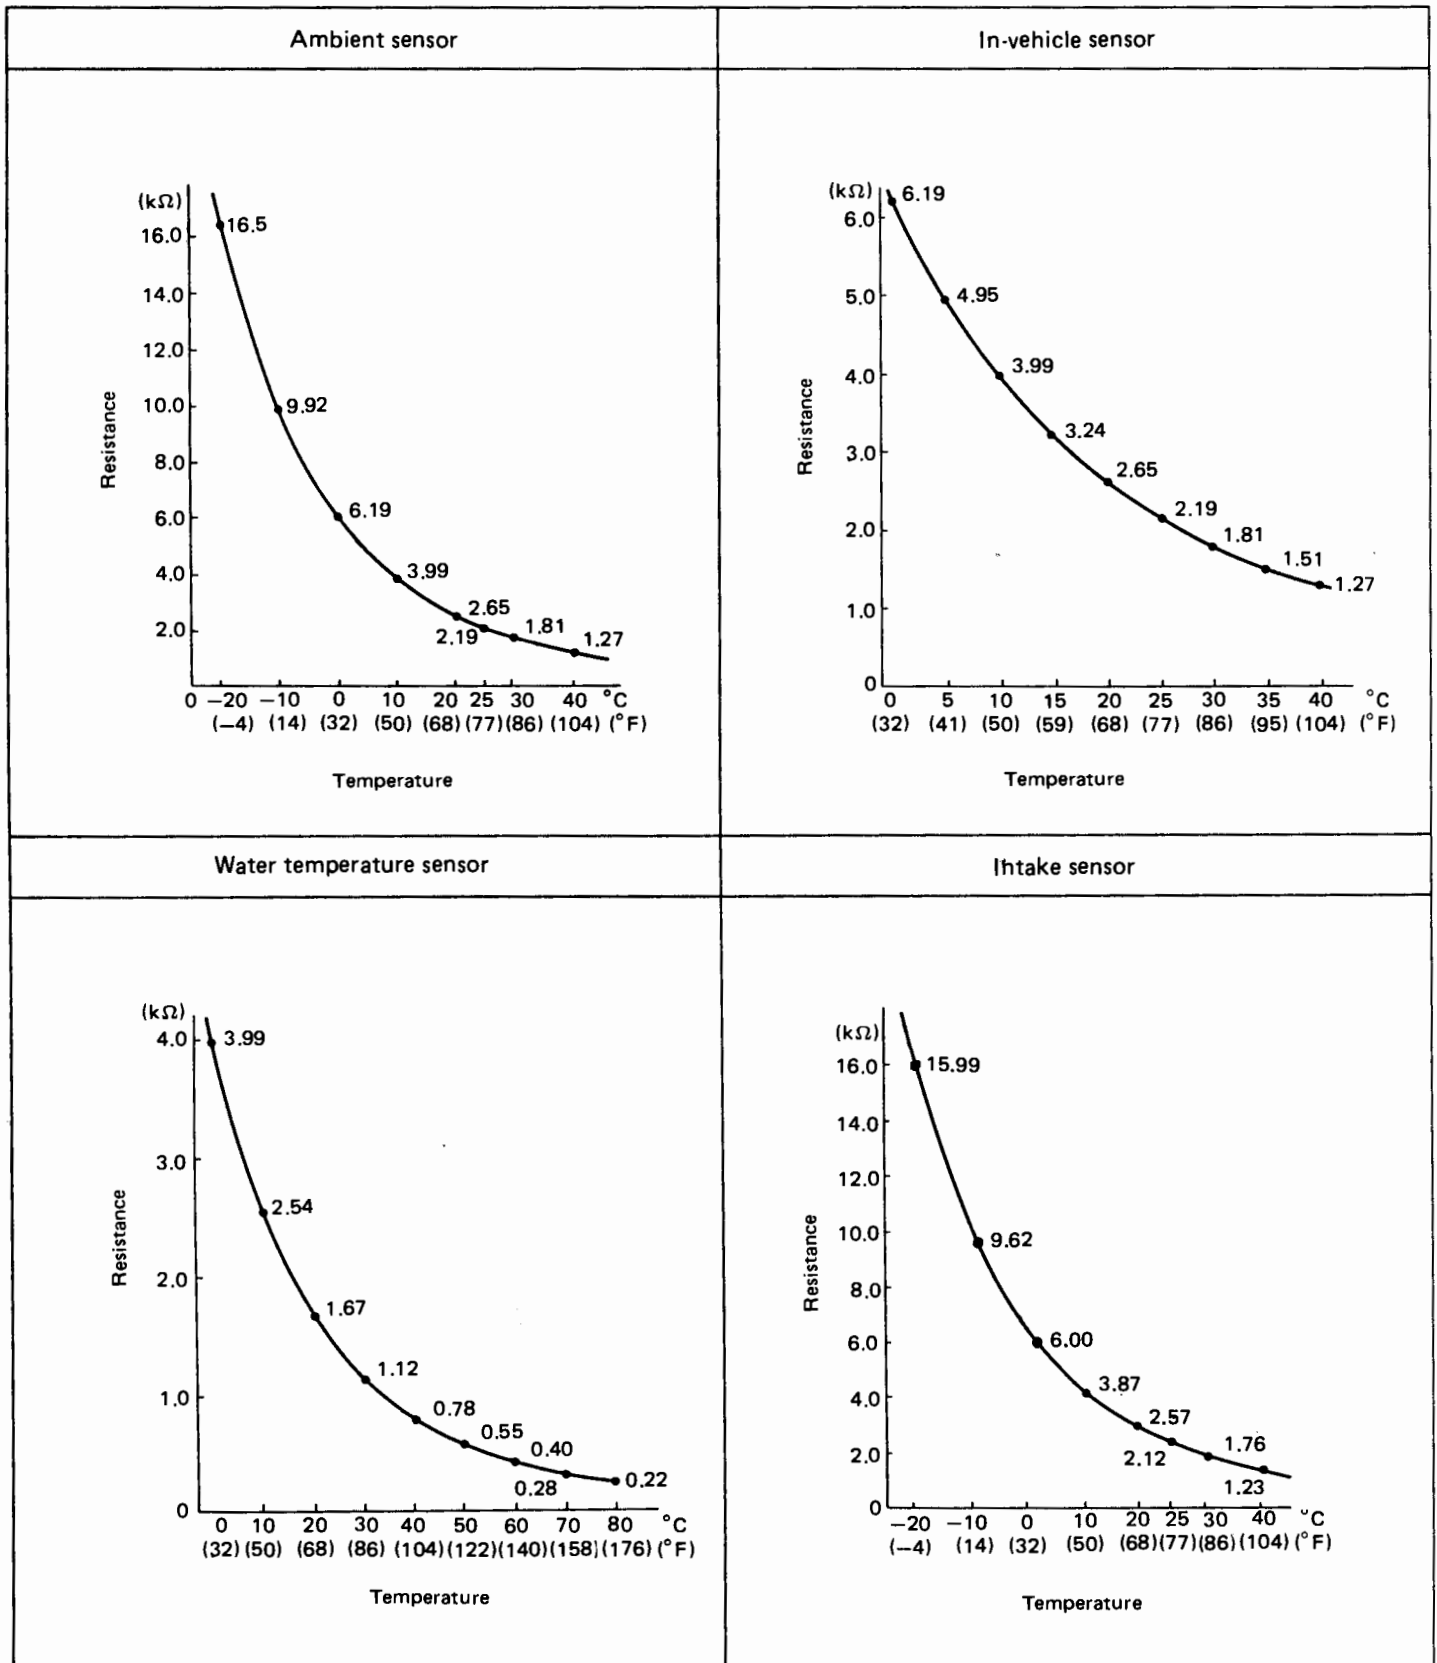 Ambient sensor
(kΩ)
16.0
14.0
12.0
10.0
8.0
6.0
4.0
2.0
Resistance
16.5
9.92
6.19
3.99
2.65
2.19
1.81
1.27
0 −20 −10 0 10 20 25 30 40 °C
(−4) (14) (32) (50) (68) (77) (86) (104) (°F)
Temperature
In-vehicle sensor
(kΩ)
6.0
5.0
4.0
3.0
2.0
1.0
0
Resistance
6.19
4.95
3.99
3.24
2.65
2.19
1.81
1.51
1.27
0 5 10 15 20 25 30 35 40 °C
(32) (41) (50) (59) (68) (77) (86) (95) (104) (°F)
Temperature
Water temperature sensor
(kΩ)
4.0
3.0
2.0
1.0
0
Resistance
3.99
2.54
1.67
1.12
0.78
0.55
0.40
0.28
0.22
0 10 20 30 40 50 60 70 80 °C
(32) (50) (68) (86) (104) (122) (140) (158) (176) (°F)
Temperature
Ihtake sensor
(kΩ)
16.0
14.0
12.0
10.0
8.0
6.0
4.0
2.0
0
Resistance
15.99
9.62
6.00
3.87
2.57
2.12
1.76
1.23
−20 −10 0 10 20 25 30 40 °C
(−4) (14) (32) (50) (68) (77) (86) (104) (°F)
Temperature